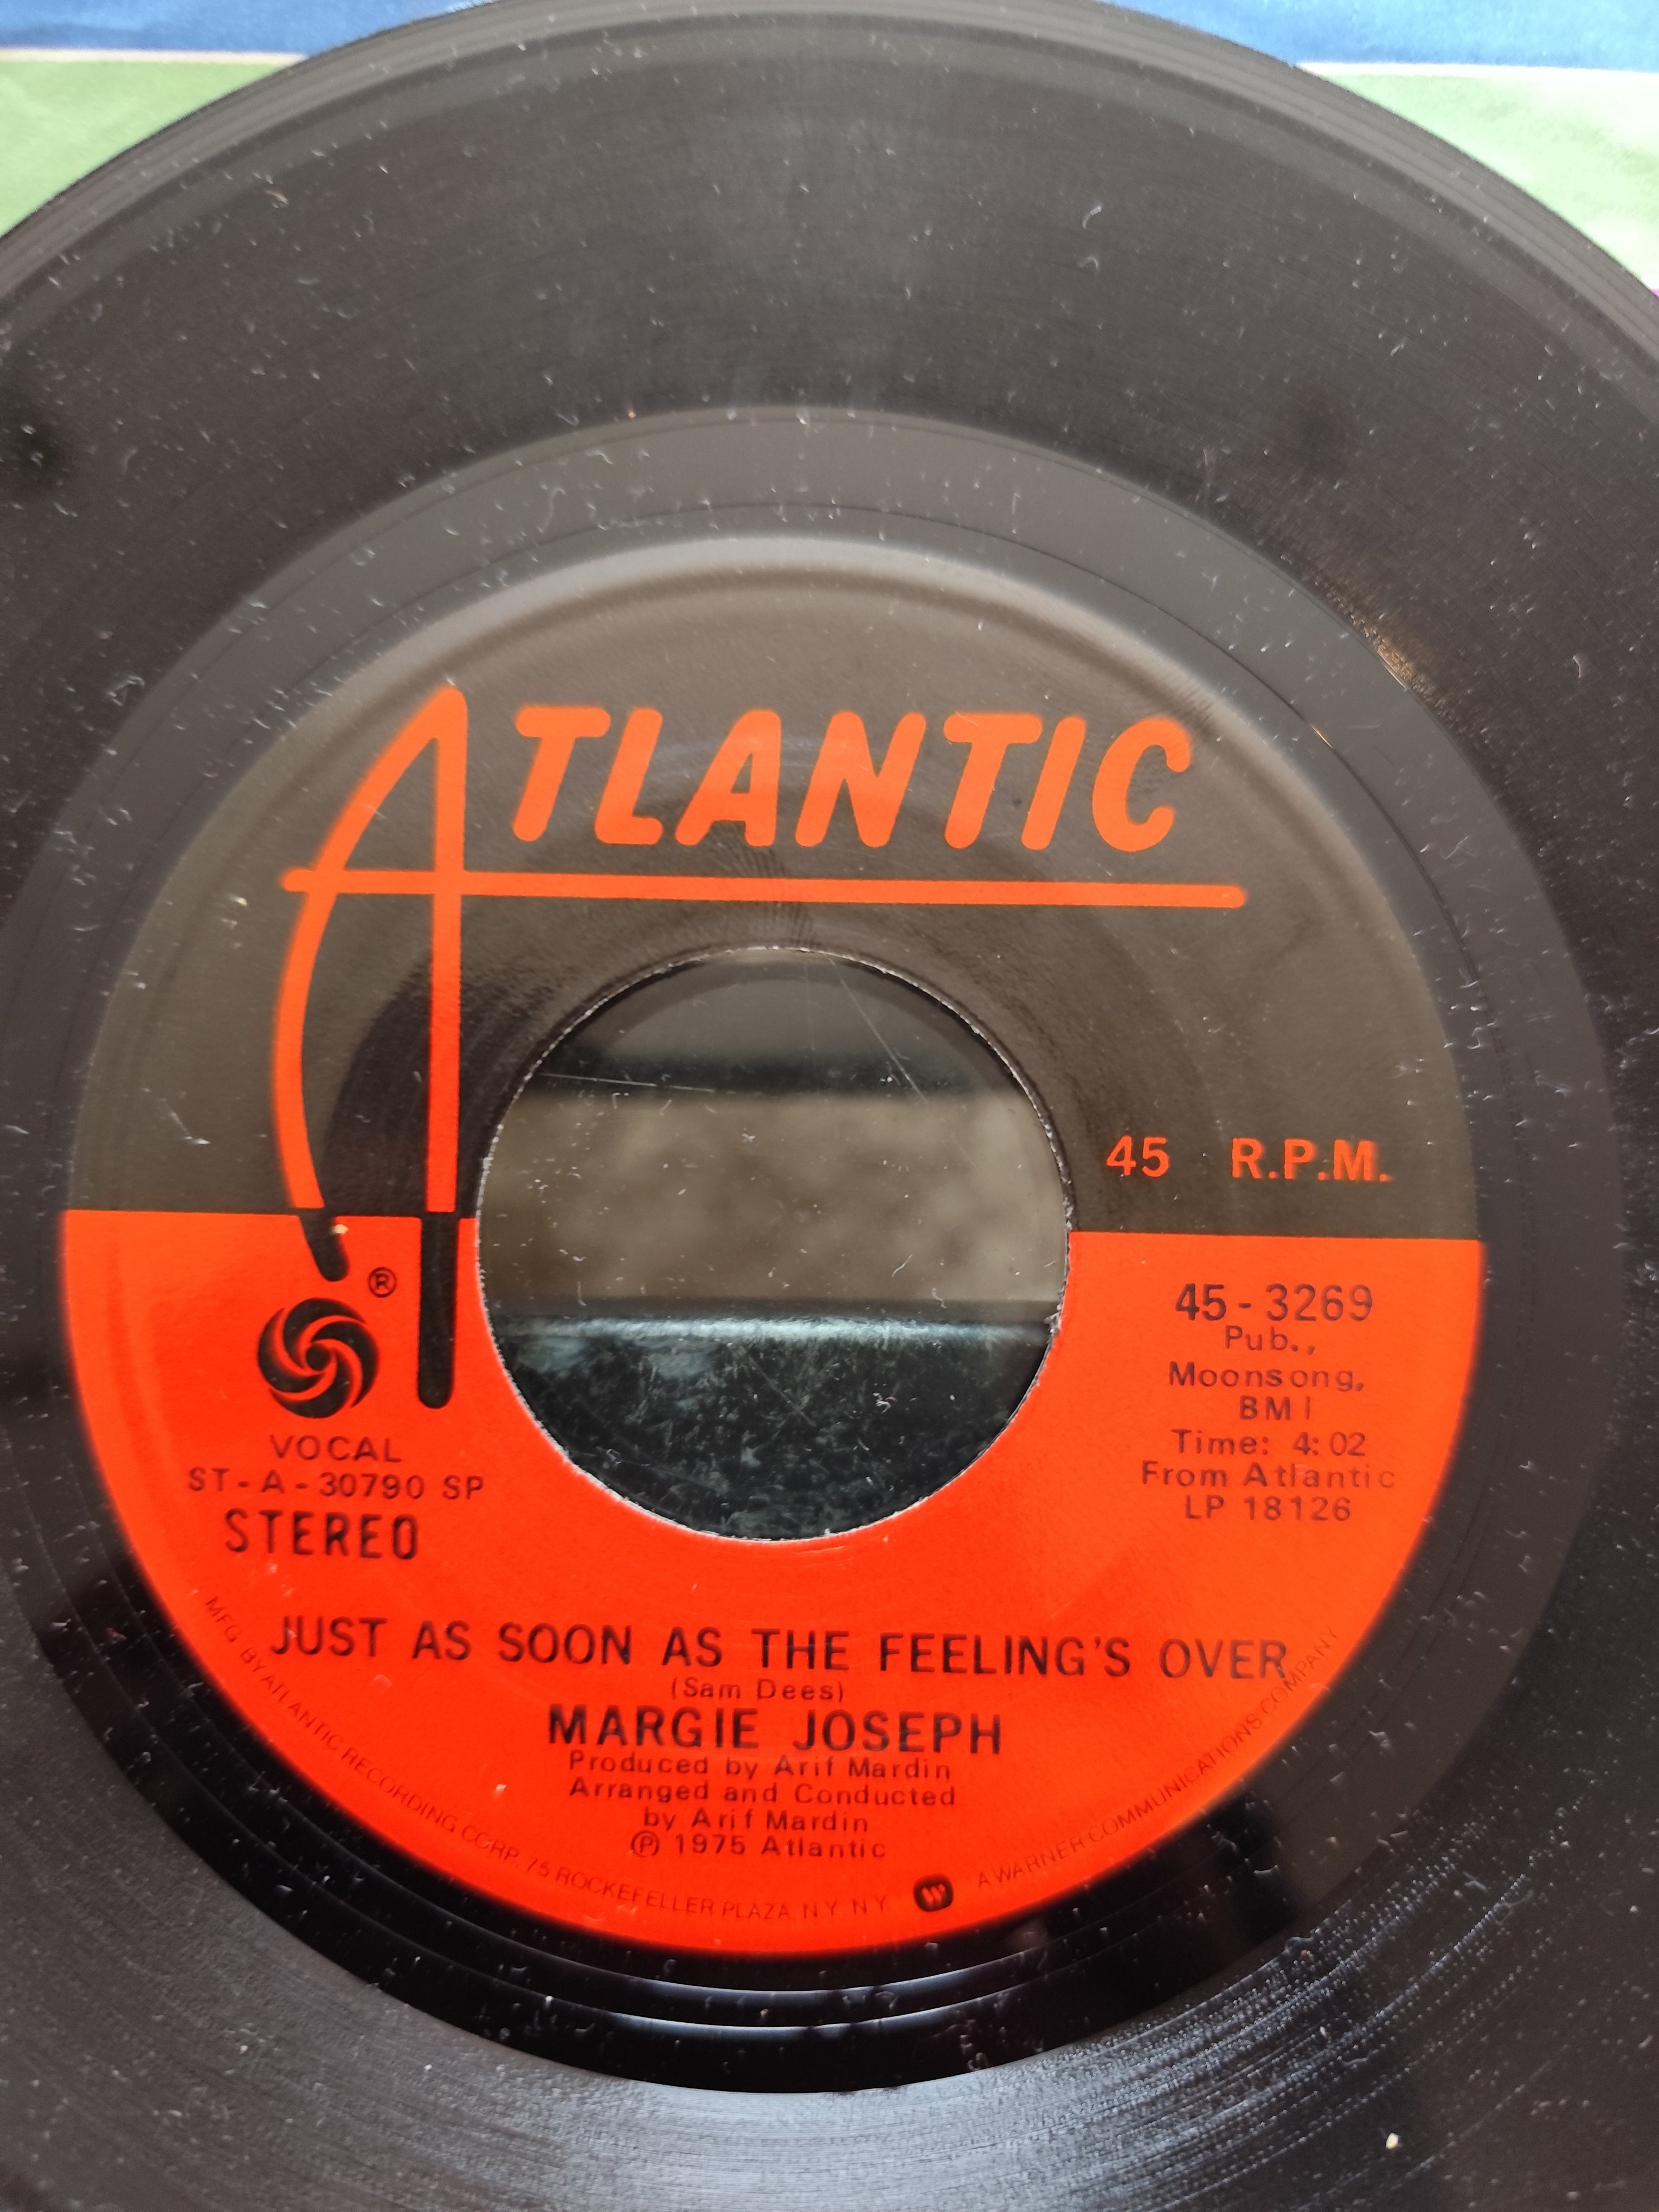 ATLANTIC
45 R.P.M.
®
VOCAL
ST-A-30790 SP
STEREO
45-3269
Pub.,
Moonsong,
BMI
Time: 4:02
From Atlantic
LP 18126
JUST AS SOON AS THE FEELING'S OVER
(Sam Dees)
MARGIE JOSEPH
Produced by Arif Mardin
Arranged and Conducted
by Arif Mardin
Ⓟ 1975 Atlantic
MFG BY ATLANTIC RECORDING CORP. 75 ROCKEFELLER PLAZA, N.Y. N.Y. W A WARNER COMMUNICATIONS COMPANY